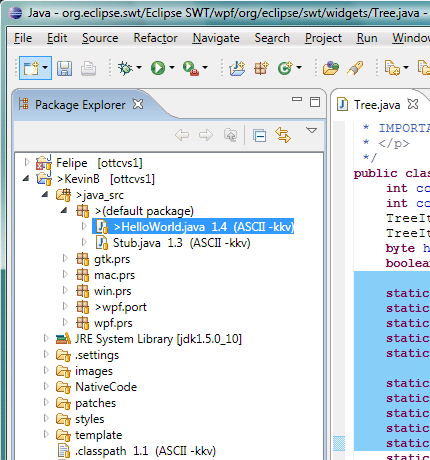 Java - org.eclipse.swt/Eclipse SWT/wpf/org/eclipse/swt/widgets/Tree.java -
File Edit Source Refactor Navigate Search Project Run Window
Package Explorer
Tree.java
Felipe [ottcvs1]
>KevinB [ottcvs1]
>java_src
>(default package)
>HelloWorld.java 1.4 (ASCII -kkv)
Stub.java 1.3 (ASCII -kkv)
gtk.prs
mac.prs
win.prs
>wpf.port
wpf.prs
JRE System Library [jdk1.5.0_10]
.settings
images
NativeCode
patches
styles
template
.classpath 1.1 (ASCII -kkv)
* IMPORTA
* </p>
*/
public clas
int co
int co
TreeIt
TreeIt
byte h
boolea
static
static
static
static
static
static
static
static
static
static
static
static